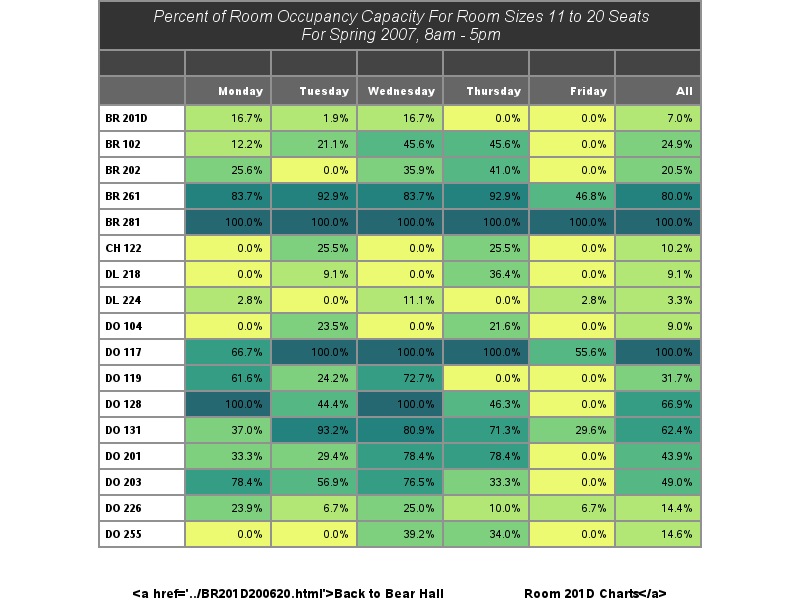 Percent of Room Occupancy Capacity For Room Sizes 11 to 20 Seats
For Spring 2007, 8am - 5pm
Monday Tuesday Wednesday Thursday Friday All
BR 201D 16.7% 1.9% 16.7% 0.0% 0.0% 7.0%
BR 102 12.2% 21.1% 45.6% 45.6% 0.0% 24.9%
BR 202 25.6% 0.0% 35.9% 41.0% 0.0% 20.5%
BR 261 83.7% 92.9% 83.7% 92.9% 46.8% 80.0%
BR 281 100.0% 100.0% 100.0% 100.0% 100.0% 100.0%
CH 122 0.0% 25.5% 0.0% 25.5% 0.0% 10.2%
DL 218 0.0% 9.1% 0.0% 36.4% 0.0% 9.1%
DL 224 2.8% 0.0% 11.1% 0.0% 2.8% 3.3%
DO 104 0.0% 23.5% 0.0% 21.6% 0.0% 9.0%
DO 117 66.7% 100.0% 100.0% 100.0% 55.6% 100.0%
DO 119 61.6% 24.2% 72.7% 0.0% 0.0% 31.7%
DO 128 100.0% 44.4% 100.0% 46.3% 0.0% 66.9%
DO 131 37.0% 93.2% 80.9% 71.3% 29.6% 62.4%
DO 201 33.3% 29.4% 78.4% 78.4% 0.0% 43.9%
DO 203 78.4% 56.9% 76.5% 33.3% 0.0% 49.0%
DO 226 23.9% 6.7% 25.0% 10.0% 6.7% 14.4%
DO 255 0.0% 0.0% 39.2% 34.0% 0.0% 14.6%
<a href='../BR201D200620.html'>Back to Bear Hall Room 201D Charts</a>